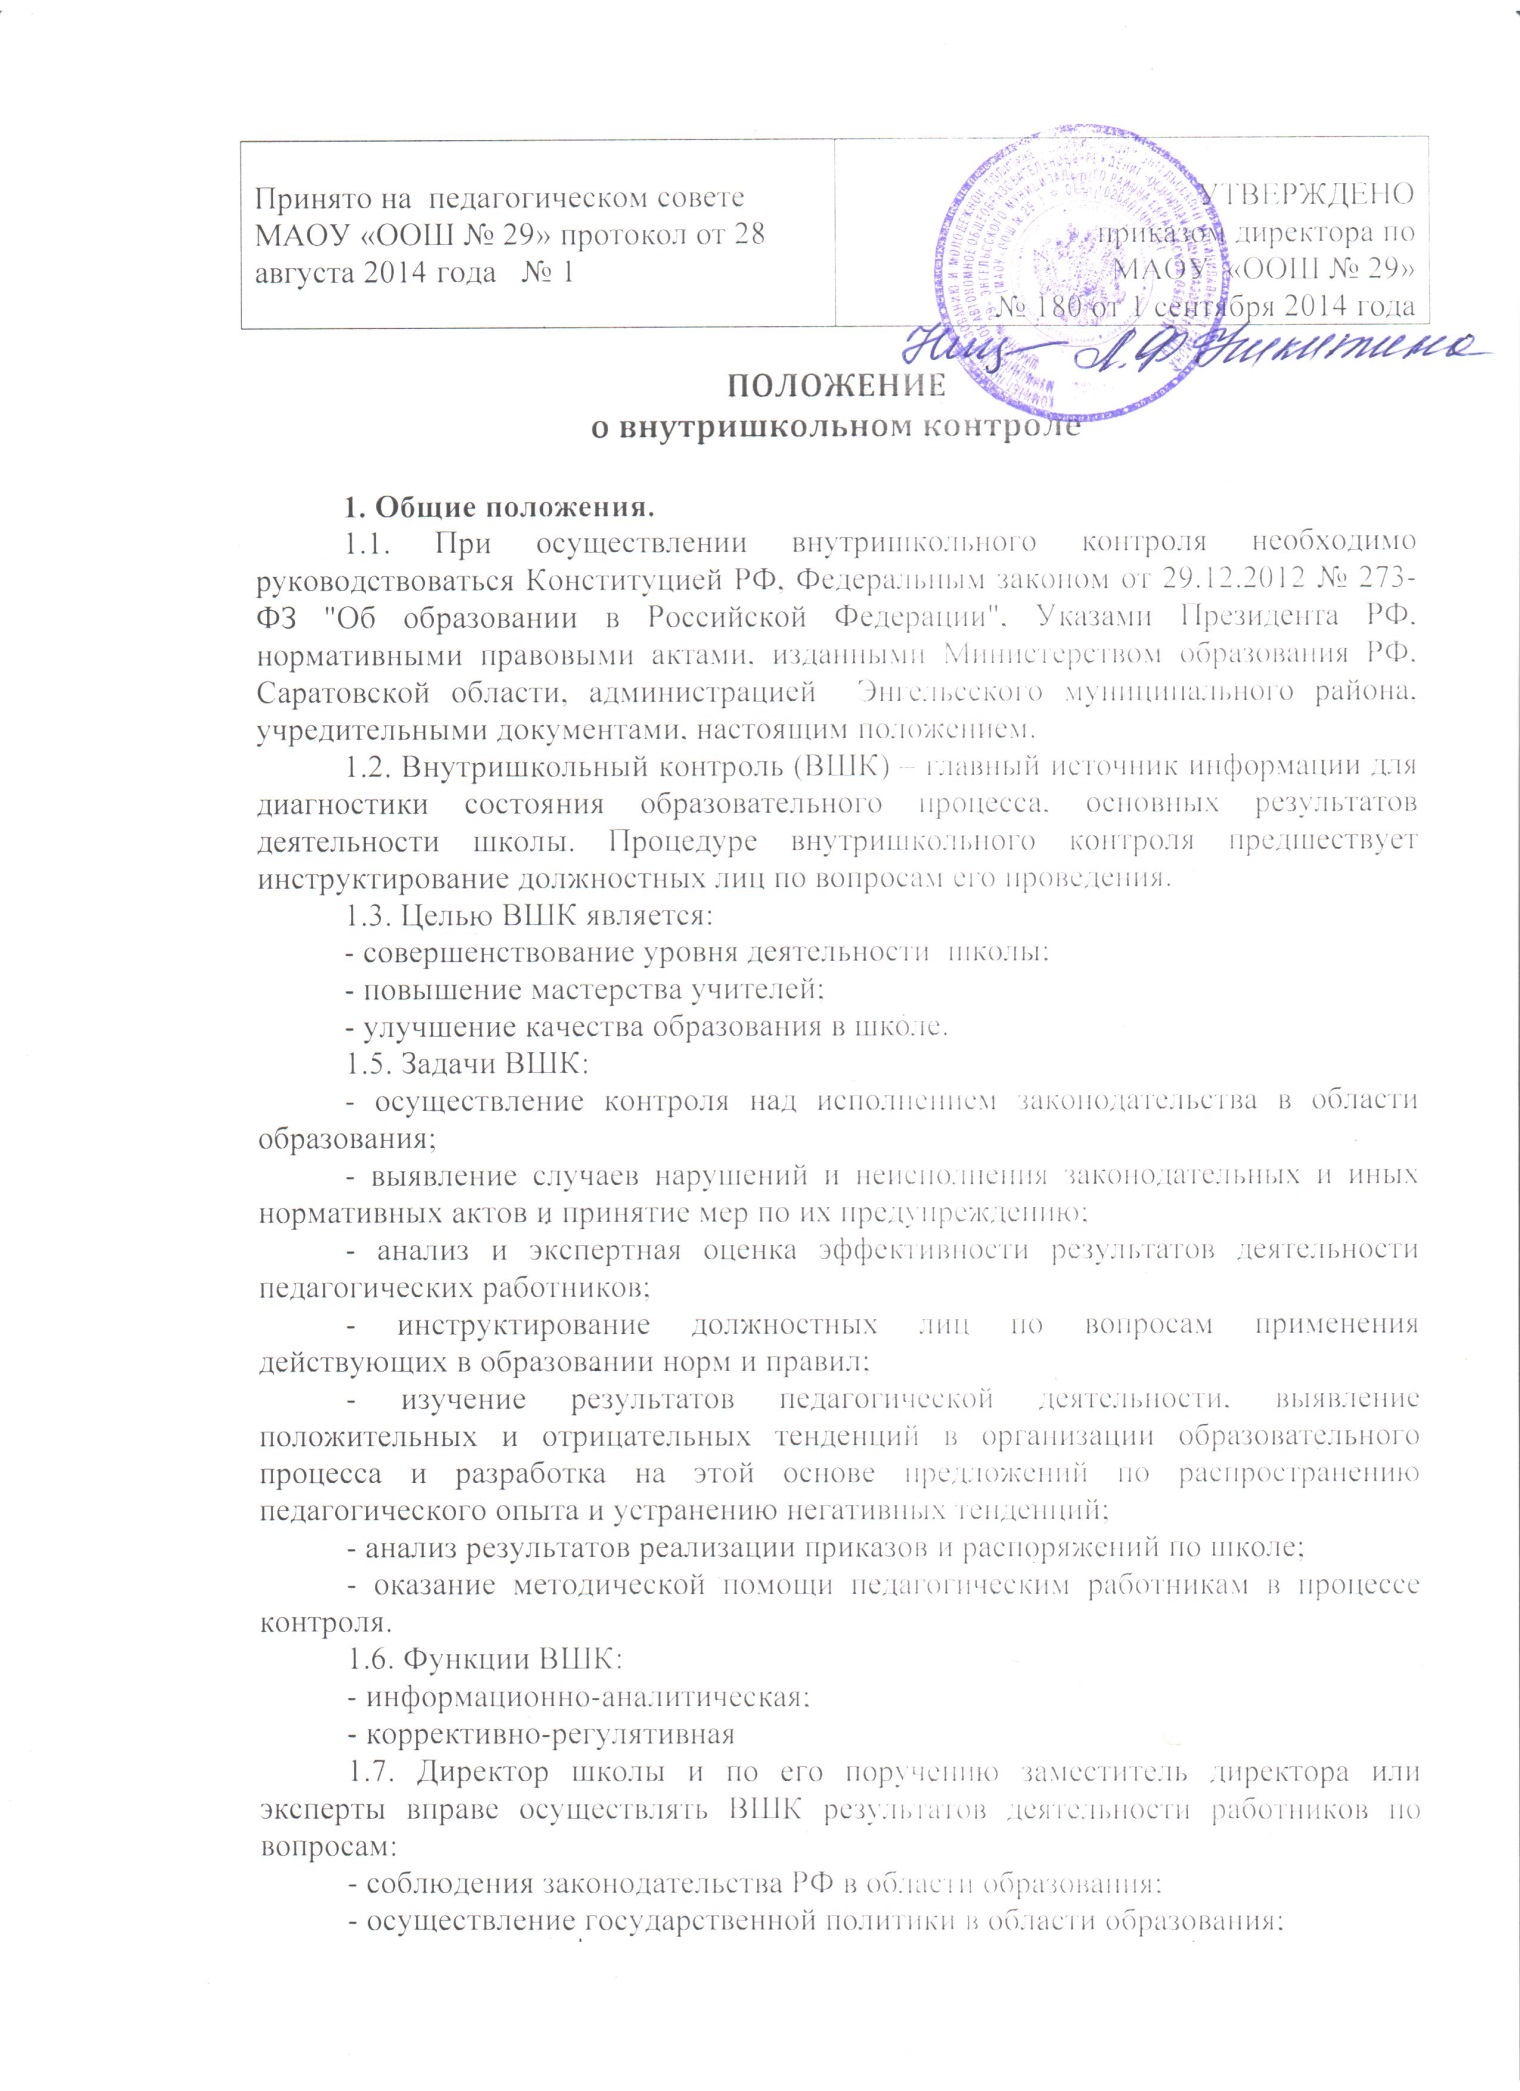 Принято на педагогическом совете
МАОУ «ООШ № 29» протокол от 28
августа 2014 года № 1
УТВЕРЖДЕНО
приказом директора по
МАОУ «ООШ № 29»
№ 180 от 1 сентября 2014 года
Л.Ф. Никитина
ПОЛОЖЕНИЕ
о внутришкольном контроле
1. Общие положения.
1.1. При осуществлении внутришкольного контроля необходимо
руководствоваться Конституцией РФ, Федеральным законом от 29.12.2012 № 273-
ФЗ "Об образовании в Российской Федерации", Указами Президента РФ,
нормативными правовыми актами, изданными Министерством образования РФ,
Саратовской области, администрацией Энгельсского муниципального района,
учредительными документами, настоящим положением.
1.2. Внутришкольный контроль (ВШК) – главный источник информации для
диагностики состояния образовательного процесса, основных результатов
деятельности школы. Процедуре внутришкольного контроля предшествует
инструктирование должностных лиц по вопросам его проведения.
1.3. Целью ВШК является:
- совершенствование уровня деятельности школы;
- повышение мастерства учителей;
- улучшение качества образования в школе.
1.5. Задачи ВШК:
- осуществление контроля над исполнением законодательства в области
образования;
- выявление случаев нарушений и неисполнения законодательных и иных
нормативных актов и принятие мер по их предупреждению;
- анализ и экспертная оценка эффективности результатов деятельности
педагогических работников;
- инструктирование должностных лиц по вопросам применения
действующих в образовании норм и правил;
- изучение результатов педагогической деятельности, выявление
положительных и отрицательных тенденций в организации образовательного
процесса и разработка на этой основе предложений по распространению
педагогического опыта и устранению негативных тенденций;
- анализ результатов реализации приказов и распоряжений по школе;
- оказание методической помощи педагогическим работникам в процессе
контроля.
1.6. Функции ВШК:
- информационно-аналитическая;
- коррективно-регулятивная
1.7. Директор школы и по его поручению заместитель директора или
эксперты вправе осуществлять ВШК результатов деятельности работников по
вопросам:
- соблюдения законодательства РФ в области образования;
- осуществление государственной политики в области образования;